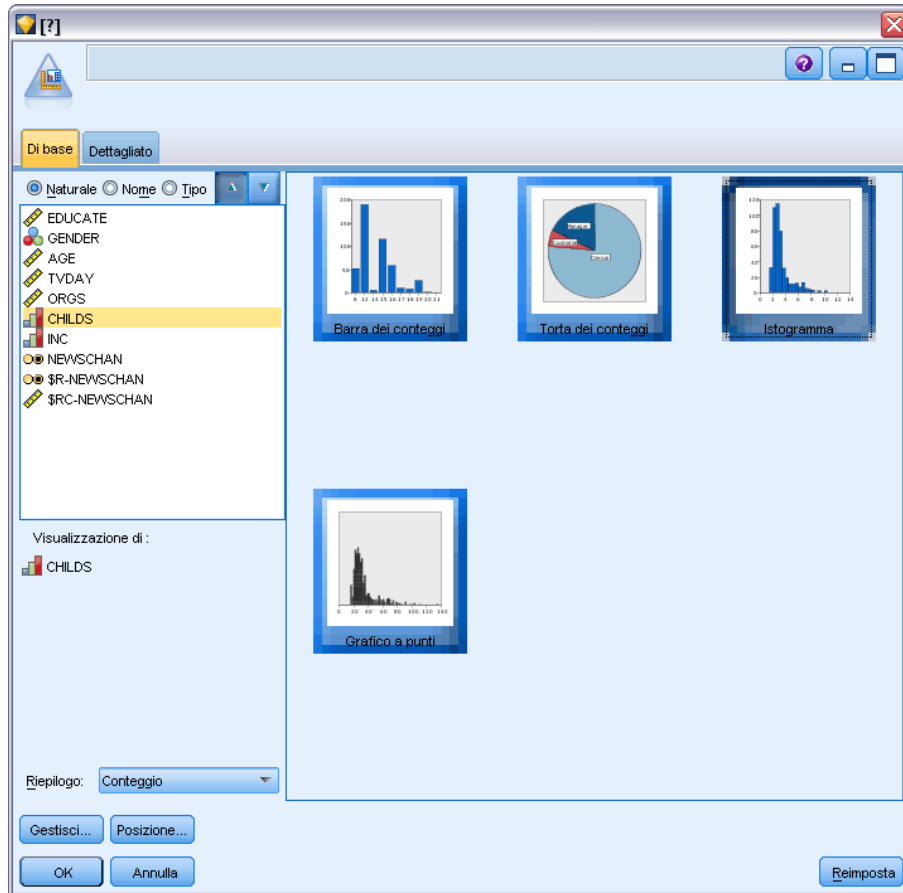 [?]
Di base
Dettagliato
Naturale Nome Tipo
EDUCATE
GENDER
AGE
TVDAY
ORGS
CHILDS
INC
NEWSCHAN
$R-NEWSCHAN
$RC-NEWSCHAN
Visualizzazione di :
CHILDS
Riepilogo: Conteggio
Gestisci... Posizione...
OK Annulla
Barra dei conteggi
Torta dei conteggi
Istogramma
Grafico a punti
Reimposta